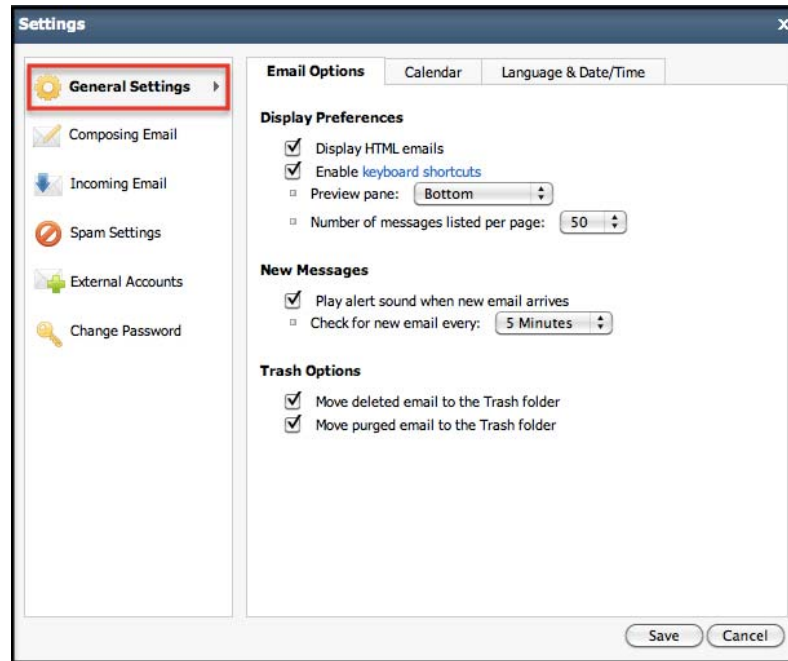 Settings x
General Settings
Composing Email
Incoming Email
Spam Settings
External Accounts
Change Password
Email Options Calendar Language & Date/Time
Display Preferences
Display HTML emails
Enable keyboard shortcuts
Preview pane: Bottom
Number of messages listed per page: 50
New Messages
Play alert sound when new email arrives
Check for new email every: 5 Minutes
Trash Options
Move deleted email to the Trash folder
Move purged email to the Trash folder
Save Cancel